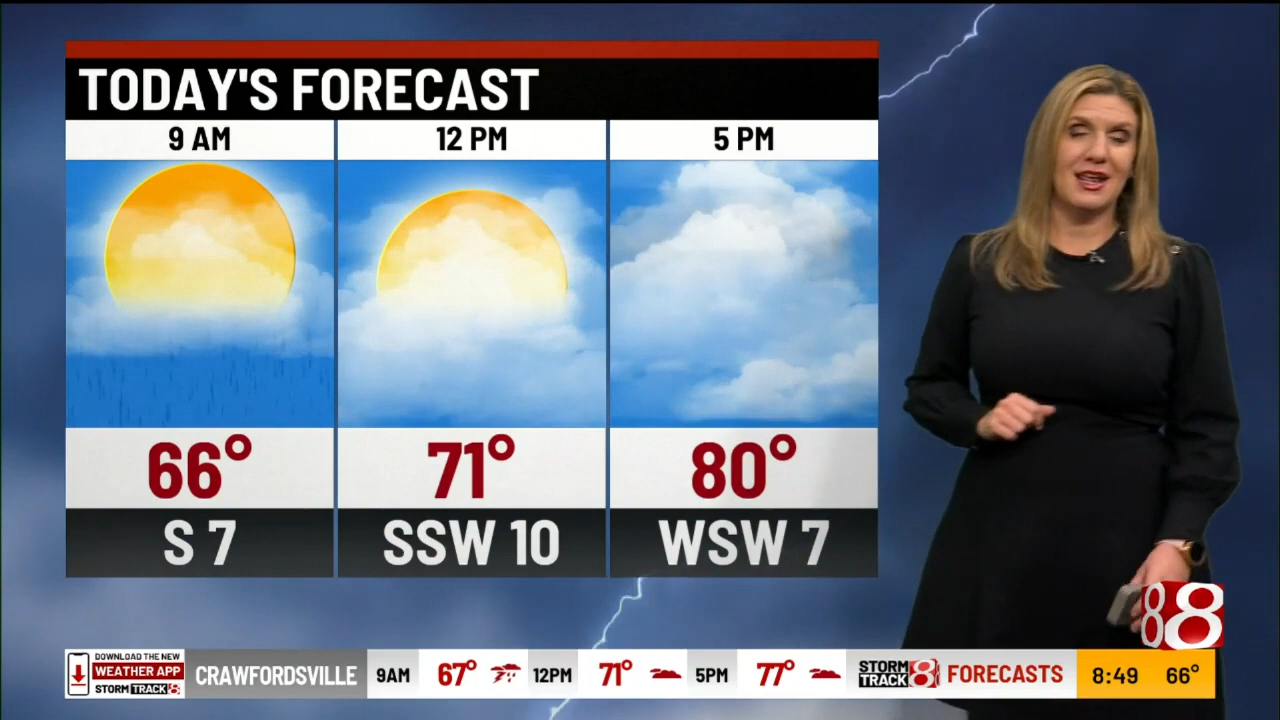 TODAY'S FORECAST
9 AM 12 PM 5 PM
66° 71° 80°
S 7 SSW 10 WSW 7
8
DOWNLOAD THE NEW
WEATHER APP
STORM TRACK 8
CRAWFORDSVILLE 9AM 67° 12PM 71° 5PM 77°
STORM
TRACK 8
FORECASTS
8:49 66°